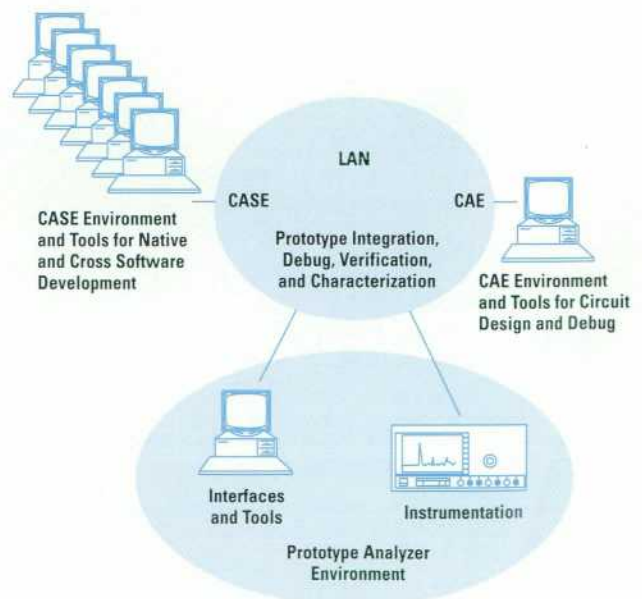 LAN
CASE
CAE
Prototype Integration,
Debug, Verification,
and Characterization
CASE Environment
and Tools for Native
and Cross Software
Development
CAE Environment
and Tools for Circuit
Design and Debug
Interfaces
and Tools
Instrumentation
Prototype Analyzer
Environment